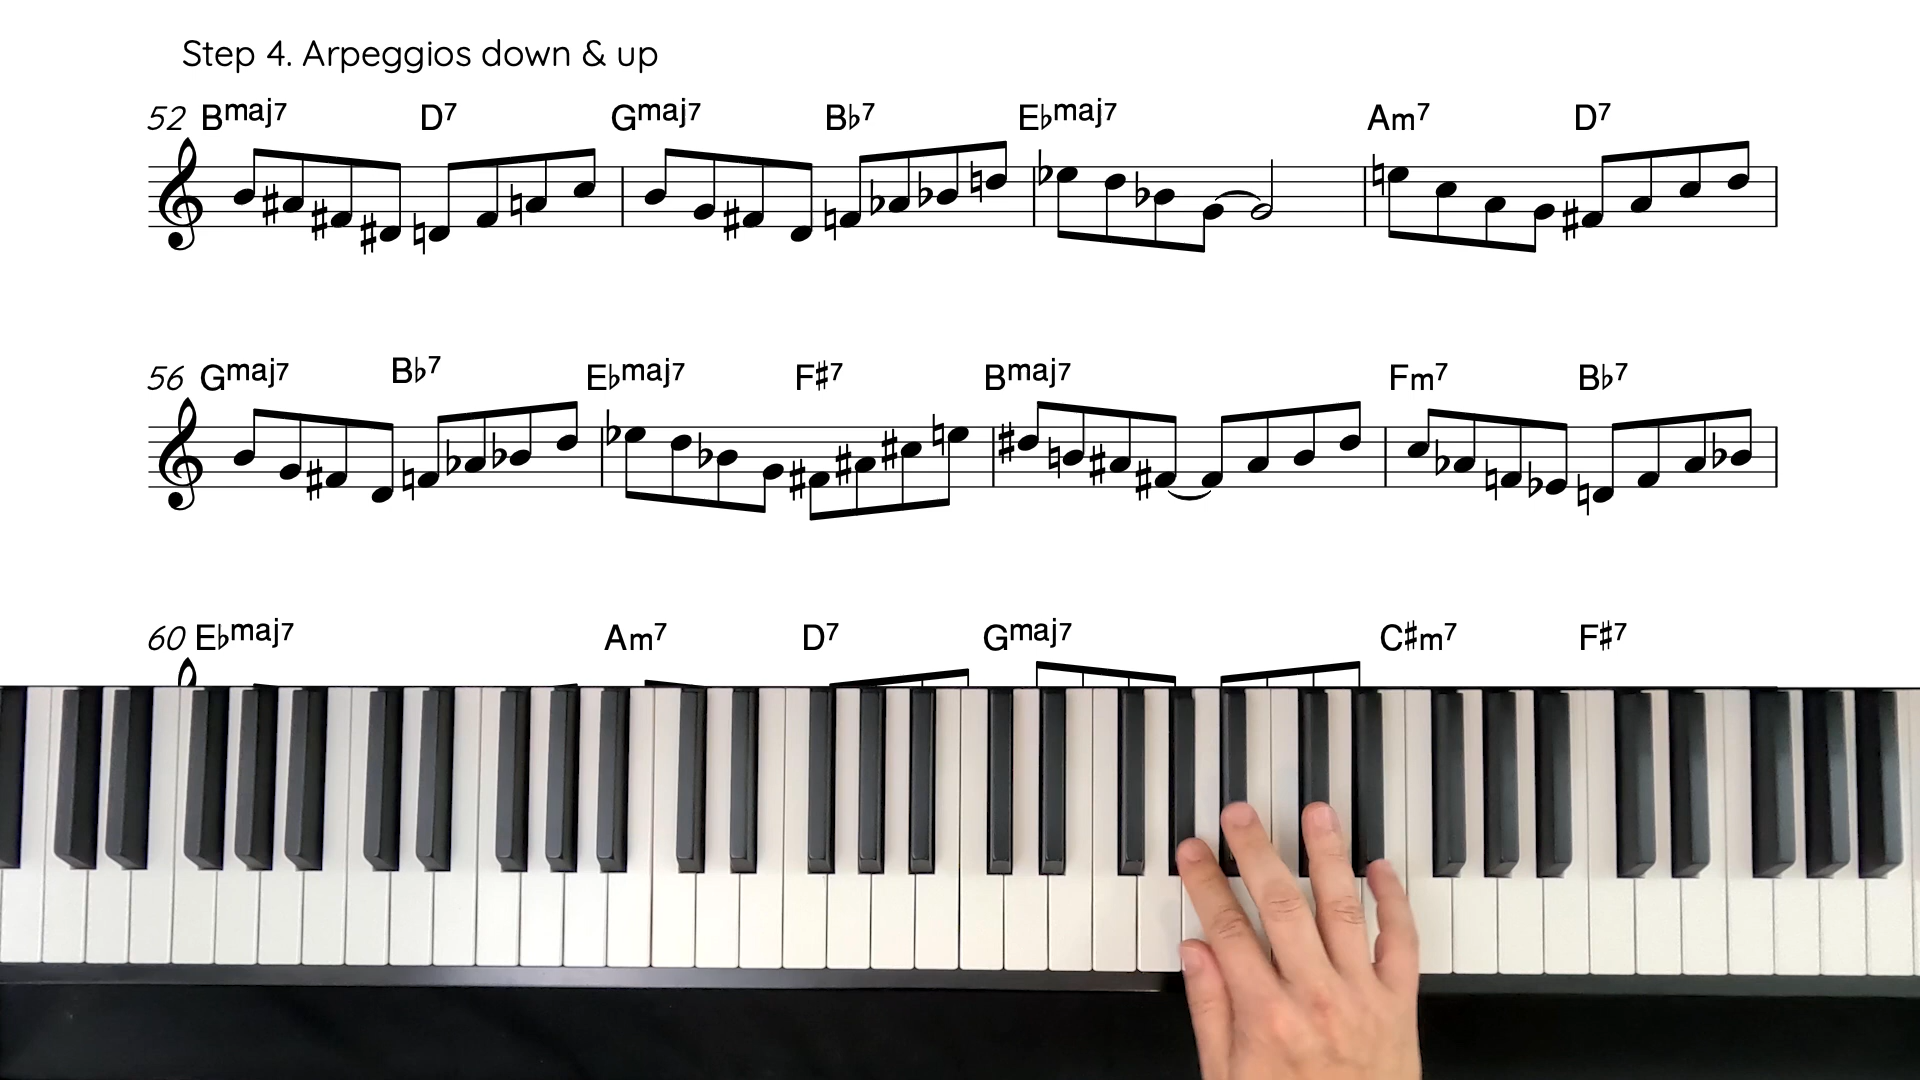 Step 4. Arpeggios down & up
52 Bmaj7 D7 Gmaj7 B♭7 E♭maj7 Am7 D7
56 Gmaj7 B♭7 E♭maj7 F♯7 Bmaj7 Fm7 B♭7
60 E♭maj7 Am7 D7 Gmaj7 C♯m7 F♯7